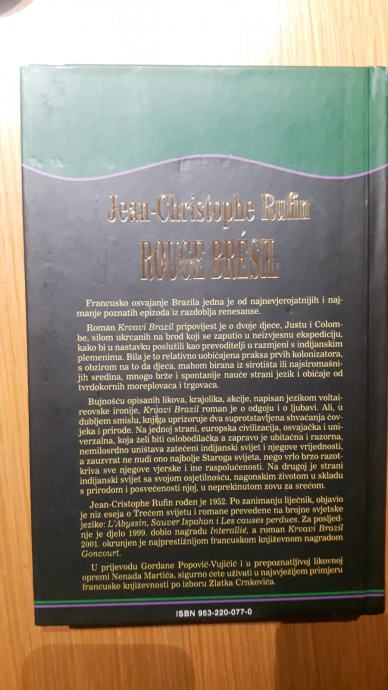 Jean-Christophe Rufin
ROUGE BRÉSIL
Francusko osvajanje Brazila jedna je od najnevjerojatnijih i naj-
manje poznatih epizoda iz razdoblja renesanse.
Roman Krvavi Brazil pripovijest je o dvoje djece, Justu i Colom-
be, silom ukrcanih na brod koji se zaputio u neizvjesnu ekspediciju,
kako bi u nastavku poslužili kao prevoditelji u razmjeni s indijanskim
plemenima. Bila je to relativno uobičajena praksa prvih kolonizatora,
s obzirom na to da djeca, mahom birana iz sirotišta ili najsiromašni-
jih sredina, mnogo brže i spontanije nauče strani jezik i običaje od
tvrdokornih moreplovaca i trgovaca.
Bujnošću opisanih likova, krajolika, akcije, napisan jezikom voltai-
reovske ironije, Krvavi Brazil roman je o odgoju i o ljubavi. Ali, u
dubljem smislu, knjiga uprizoruje dva suprotstavljena shvaćanja čov-
jeka i prirode. Na jednoj strani, europska civilizacija, osvajačka i uni-
verzalna, koja želi biti oslobodilačka a zapravo je ubitačna i razorna,
nemilosrdno uništava zatečeni indijanski svijet i njegove vrijednosti,
a zauzvrat ne nudi ono najbolje Staroga svijeta, nego vrlo brzo razot-
kriva sve njegove vjerske i ine raspolućenosti. Na drugoj je strani
indijanski svijet sa svojom osjetilnošću, nagonskim životom u skladu
s prirodom i posvećenosti njoj, u neprekinutom zovu za srećom.
Jean-Cristophe Rufin rođen je 1952. Po zanimanju liječnik, objavio
je niz eseja o Trećem svijetu i romane prevedene na brojne svjetske
jezike: L'Abyssin, Sauver Ispahan i Les causes perdues. Za posljed-
nje je djelo 1999. dobio nagradu Interallié, a roman Krvavi Brazil
2001. okrunjen je najprestižnijom francuskom književnom nagradom
Goncourt.
U prijevodu Gordane Popović-Vujičić i u prepoznatljivoj likovnoj
opremi Nenada Martića, sigurno ćete uživati u najsvježijem primjeru
francuske književnosti po izboru Zlatka Crnkovića.
ISBN 953-220-077-0